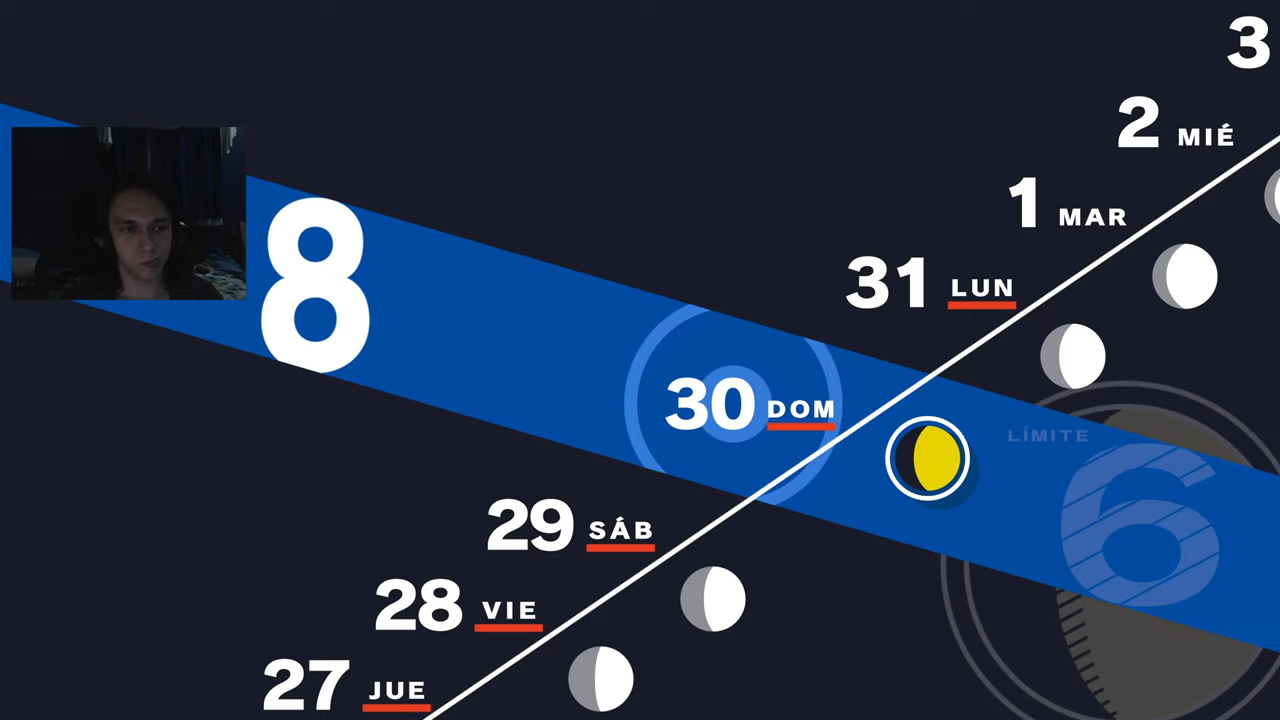 3
2 MIÉ
1 MAR
31 LUN
8
30 DOM
LÍMITE
6
29 SÁB
28 VIE
27 JUE